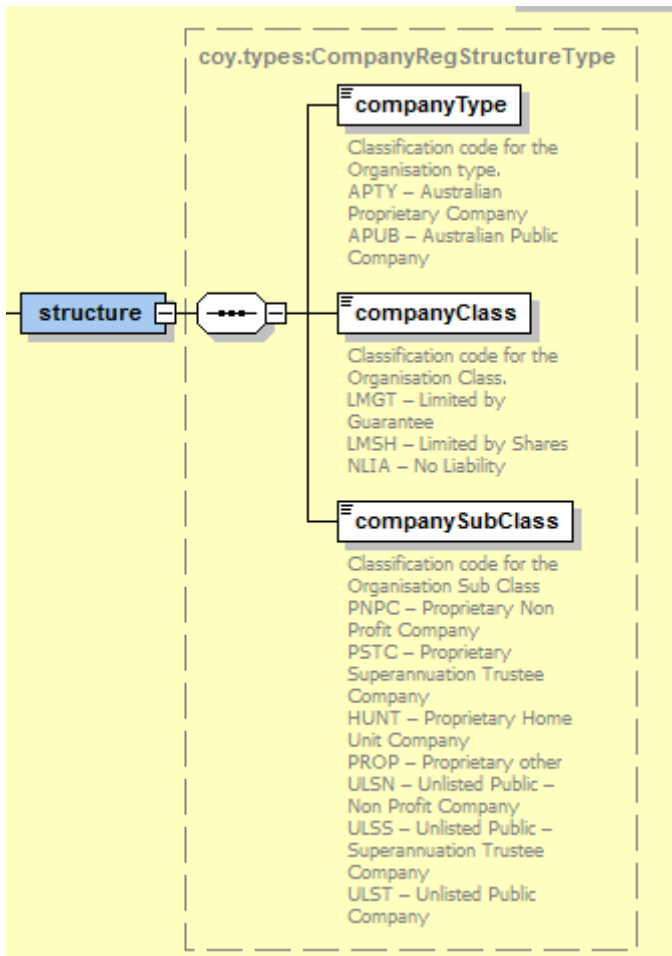 coy.types:CompanyRegStructureType
companyType
Classification code for the
Organisation type.
APTY – Australian
Proprietary Company
APUB – Australian Public
Company
structure
companyClass
Classification code for the
Organisation Class.
LMGT – Limited by
Guarantee
LMSH – Limited by Shares
NLIA – No Liability
companySubClass
Classification code for the
Organisation Sub Class
PNPC – Proprietary Non
Profit Company
PSTC – Proprietary
Superannuation Trustee
Company
HUNT – Proprietary Home
Unit Company
PROP – Proprietary other
ULSN – Unlisted Public –
Non Profit Company
ULSS – Unlisted Public –
Superannuation Trustee
Company
ULST – Unlisted Public
Company